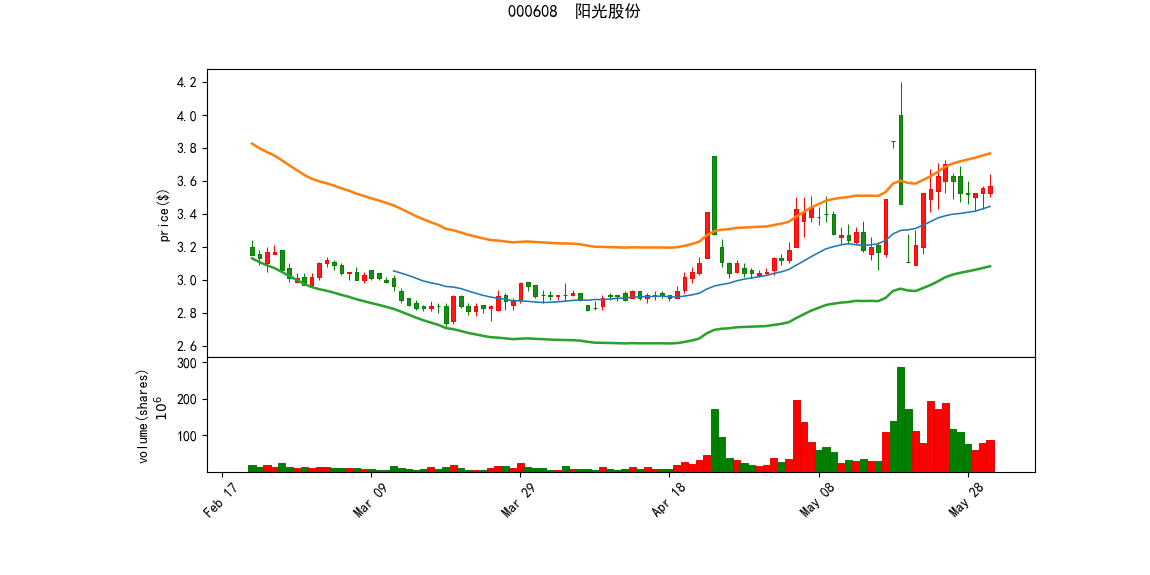 000608 阳光股份
price($)
4.2
4.0
3.8
3.6
3.4
3.2
3.0
2.8
2.6
volume(shares)
10^6
300
200
100
Feb 17
Mar 09
Mar 29
Apr 18
May 08
May 28